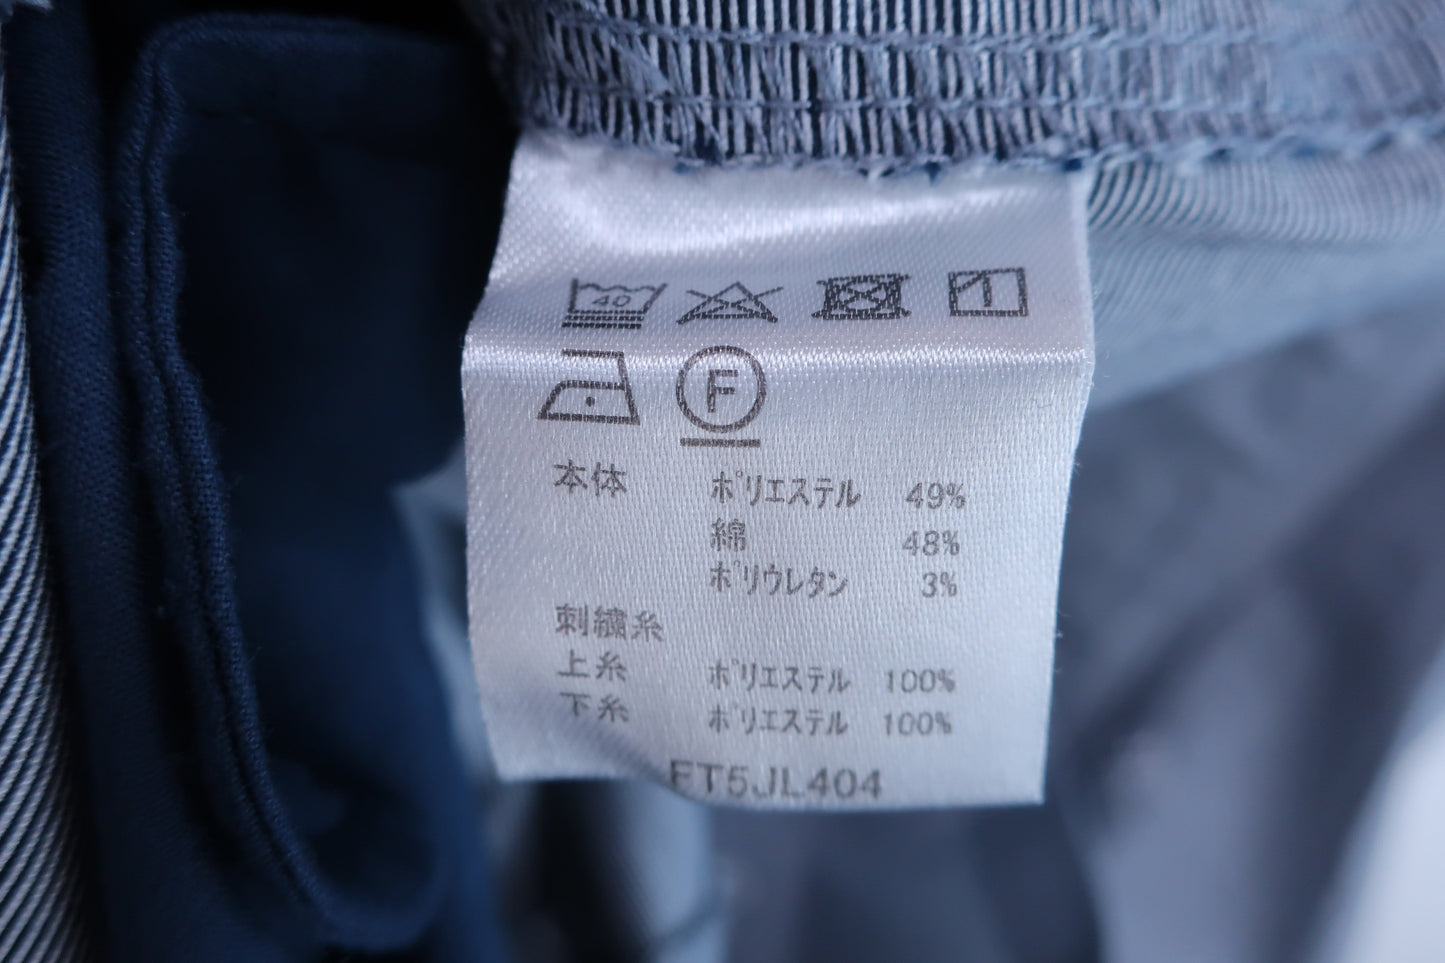 40
F
本体 ポリエステル 49%
綿 48%
ポリウレタン 3%
刺繍糸
上糸 ポリエステル 100%
下糸 ポリエステル 100%
ET5JL404